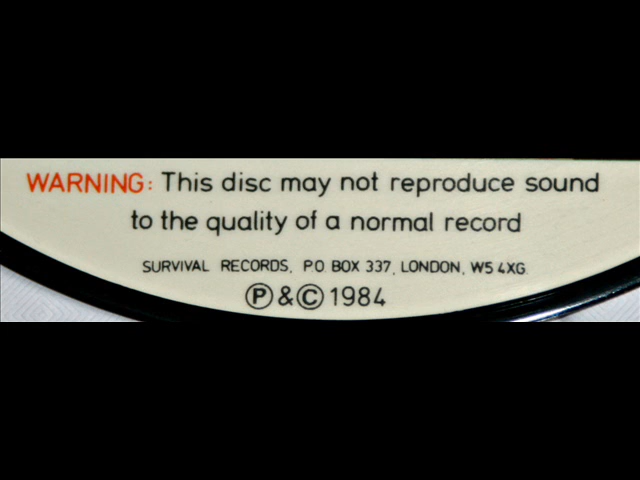 WARNING: This disc may not reproduce sound
to the quality of a normal record
SURVIVAL RECORDS, P.O BOX 337, LONDON, W5 4XG.
Ⓟ & © 1984